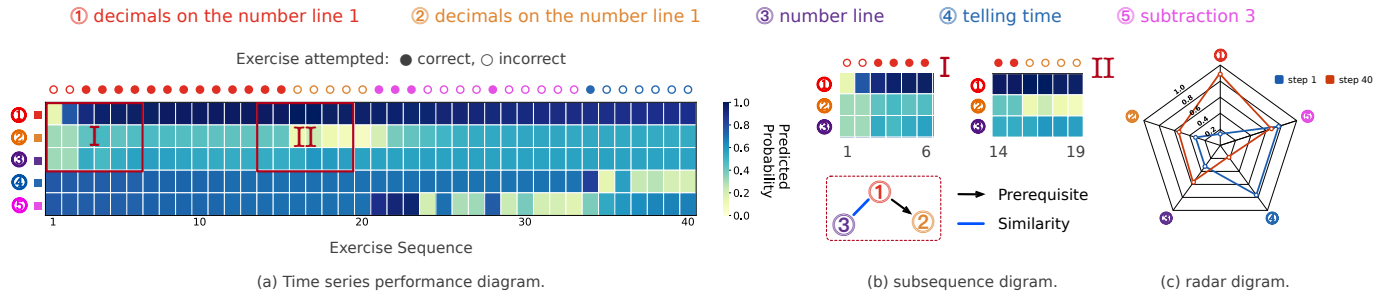 ① decimals on the number line 1 ② decimals on the number line 1 ③ number line ④ telling time ⑤ subtraction 3
Exercise attempted: ● correct, ○ incorrect
①
②
③
④
⑤
I
II
1 10 20 30 40
Exercise Sequence
1.0
0.8
0.6
0.4
0.2
0.0
Predicted
Probability
(a) Time series performance diagram.
①
②
③
1 6
I
14 19
II
①
③
②
Prerequisite
Similarity
(b) subsequence digram.
①
②
③
④
⑤
1.0
0.8
0.6
0.4
0.2
step 1 step 40
(c) radar digram.